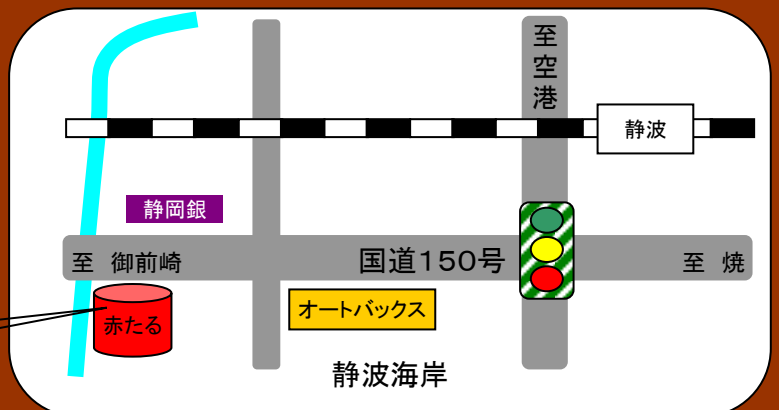 至空港
静波
静岡銀
至 御前崎
国道150号
至 焼
赤たる
オートバックス
静波海岸